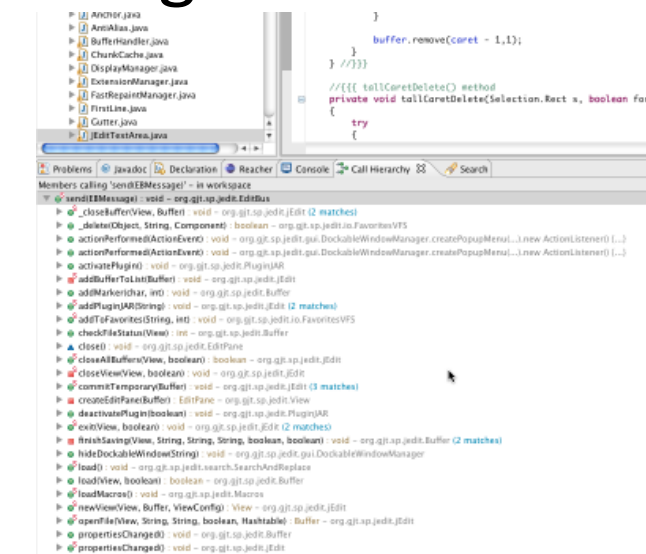 Anchor.java
AntiAlias.java
BufferHandler.java
ChunkCache.java
DisplayManager.java
ExtensionManager.java
FastRepaintManager.java
FirstLine.java
Gutter.java
JEditTextArea.java
}
buffer.remove(caret - 1,1);
}
} //}}}
//{{{ tallCaretDelete() method
private void tallCaretDelete(Selection.Rect s, boolean for
{
try
{
Problems Javadoc Declaration Reacher Console Call Hierarchy Search
Members calling 'send(EBMessage)' - in workspace
send(EBMessage) : void - org.gjt.sp.jedit.EditBus
_closeBuffer(View, Buffer) : void - org.gjt.sp.jedit.jEdit (2 matches)
_delete(Object, String, Component) : boolean - org.gjt.sp.jedit.io.FavoritesVFS
actionPerformed(ActionEvent) : void - org.gjt.sp.jedit.gui.DockableWindowManager.createPopupMenu(...).new ActionListener() {...}
actionPerformed(ActionEvent) : void - org.gjt.sp.jedit.gui.DockableWindowManager.createPopupMenu(...).new ActionListener() {...}
activatePlugin() : void - org.gjt.sp.jedit.PluginJAR
addBufferToList(Buffer) : void - org.gjt.sp.jedit.jEdit
addMarker(char, int) : void - org.gjt.sp.jedit.Buffer
addPluginJAR(String) : void - org.gjt.sp.jedit.jEdit (2 matches)
addToFavorites(String, int) : void - org.gjt.sp.jedit.io.FavoritesVFS
checkFileStatus(View) : int - org.gjt.sp.jedit.Buffer
close() : void - org.gjt.sp.jedit.EditPane
closeAllBuffers(View, boolean) : boolean - org.gjt.sp.jedit.jEdit
closeView(View, boolean) : void - org.gjt.sp.jedit.jEdit
commitTemporary(Buffer) : void - org.gjt.sp.jedit.jEdit (3 matches)
createEditPane(Buffer) : EditPane - org.gjt.sp.jedit.View
deactivatePlugin(boolean) : void - org.gjt.sp.jedit.PluginJAR
exit(View, boolean) : void - org.gjt.sp.jedit.jEdit (2 matches)
finishSaving(View, String, String, String, boolean, boolean) : void - org.gjt.sp.jedit.Buffer (2 matches)
hideDockableWindow(String) : void - org.gjt.sp.jedit.gui.DockableWindowManager
load() : void - org.gjt.sp.jedit.search.SearchAndReplace
load(View, boolean) : boolean - org.gjt.sp.jedit.Buffer
loadMacros() : void - org.gjt.sp.jedit.Macros
newView(View, Buffer, ViewConfig) : View - org.gjt.sp.jedit.jEdit
openFile(View, String, String, boolean, Hashtable) : Buffer - org.gjt.sp.jedit.jEdit
propertiesChanged() : void - org.gjt.sp.jedit.Buffer
propertiesChanged() : void - org.gjt.sp.jedit.jEdit